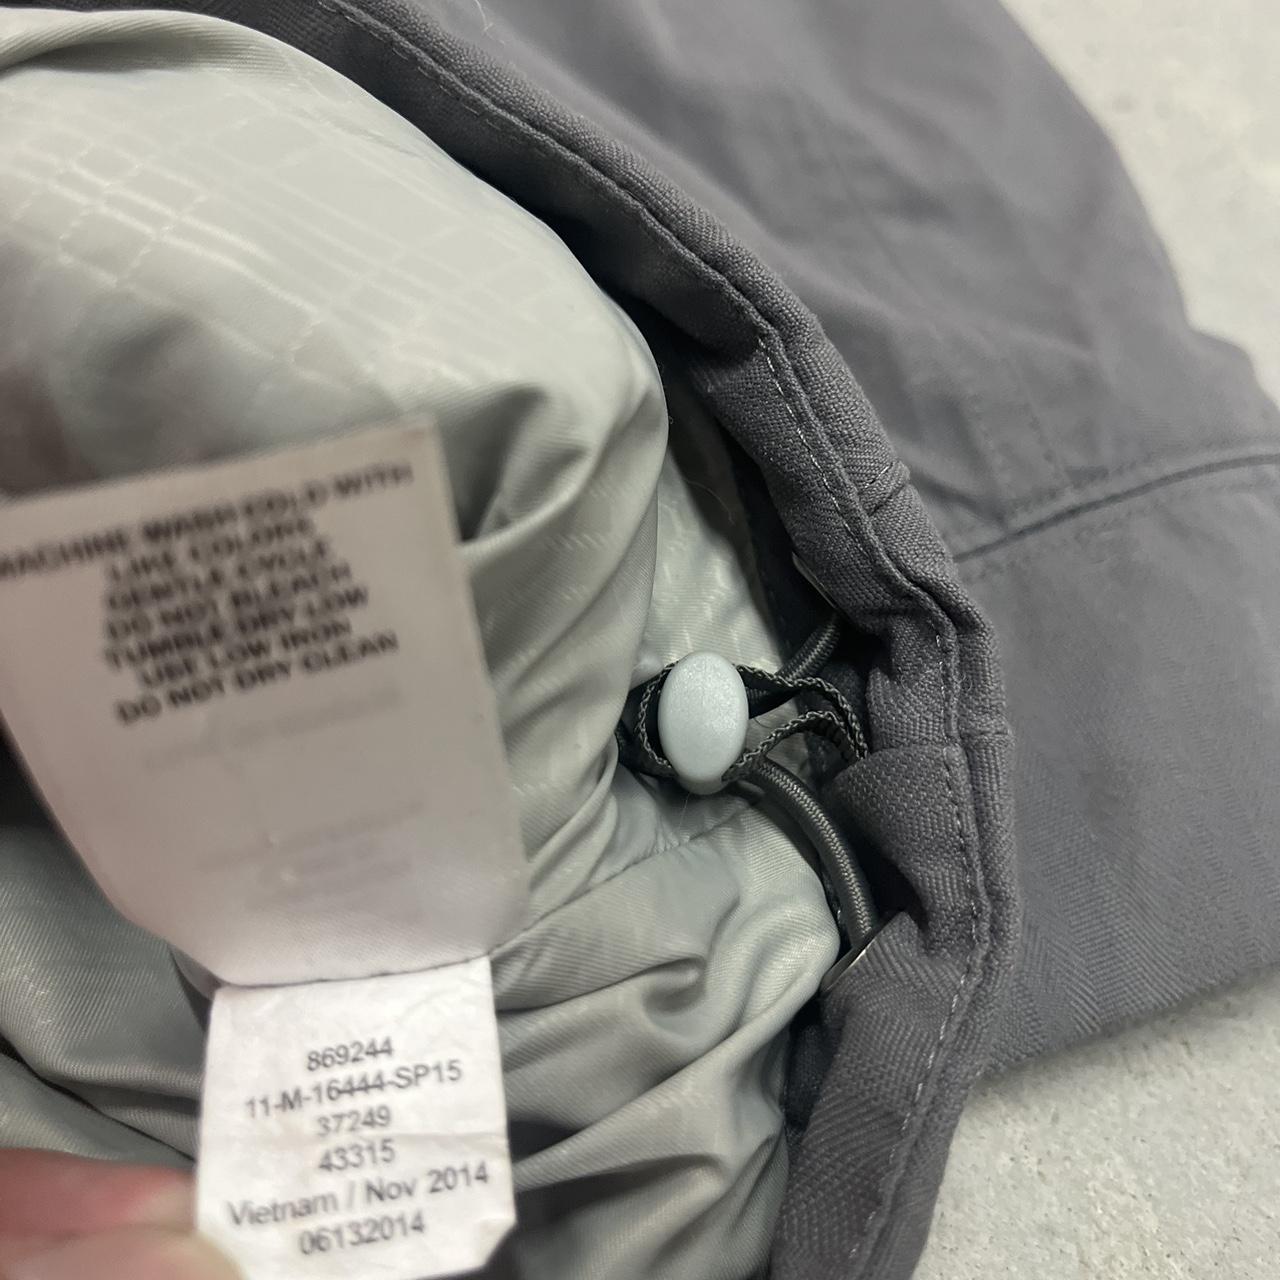 MACHINE WASH COLD WITH
LIKE COLORS
GENTLE CYCLE
DO NOT BLEACH
TUMBLE DRY LOW
USE LOW IRON
DO NOT DRY CLEAN
869244
11-M-16444-SP15
37249
43315
Vietnam / Nov 2014
06132014